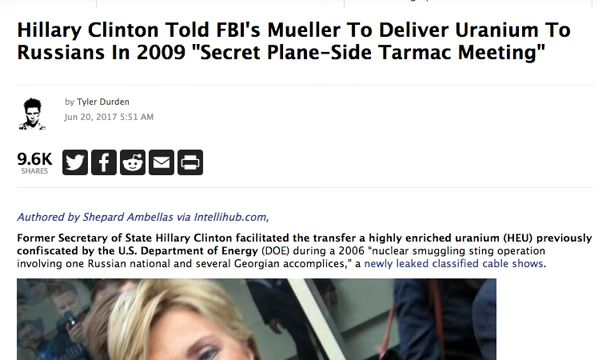 Hillary Clinton Told FBI's Mueller To Deliver Uranium To
Russians In 2009 "Secret Plane-Side Tarmac Meeting"
by Tyler Durden
Jun 20, 2017 5:51 AM
9.6K
SHARES
Authored by Shepard Ambellas via Intellihub.com,
Former Secretary of State Hillary Clinton facilitated the transfer a highly enriched uranium (HEU) previously
confiscated by the U.S. Department of Energy (DOE) during a 2006 "nuclear smuggling sting operation
involving one Russian national and several Georgian accomplices," a newly leaked classified cable shows.